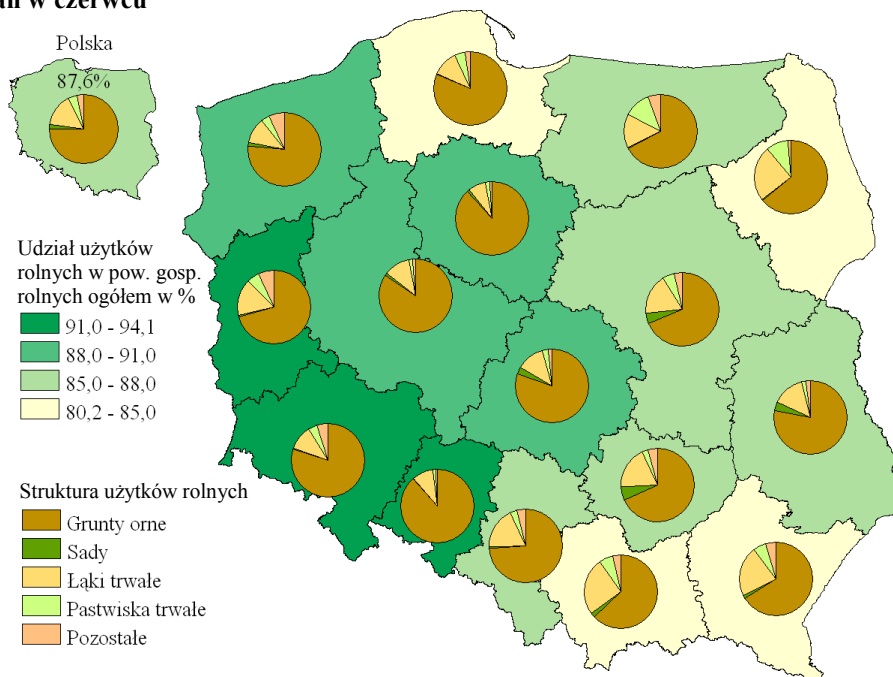 w czerwcu
Polska
87,6%
Udział użytków
rolnych w pow. gosp.
rolnych ogółem w %
91,0 - 94,1
88,0 - 91,0
85,0 - 88,0
80,2 - 85,0
Struktura użytków rolnych
Grunty orne
Sady
Łąki trwałe
Pastwiska trwałe
Pozostałe